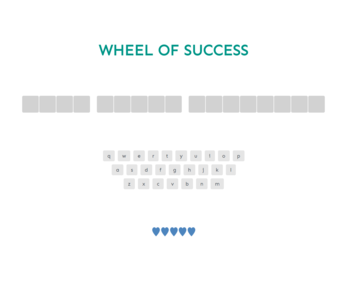 WHEEL OF SUCCESS
q w e r t y u i o p
a s d f g h j k l
z x c v b n m